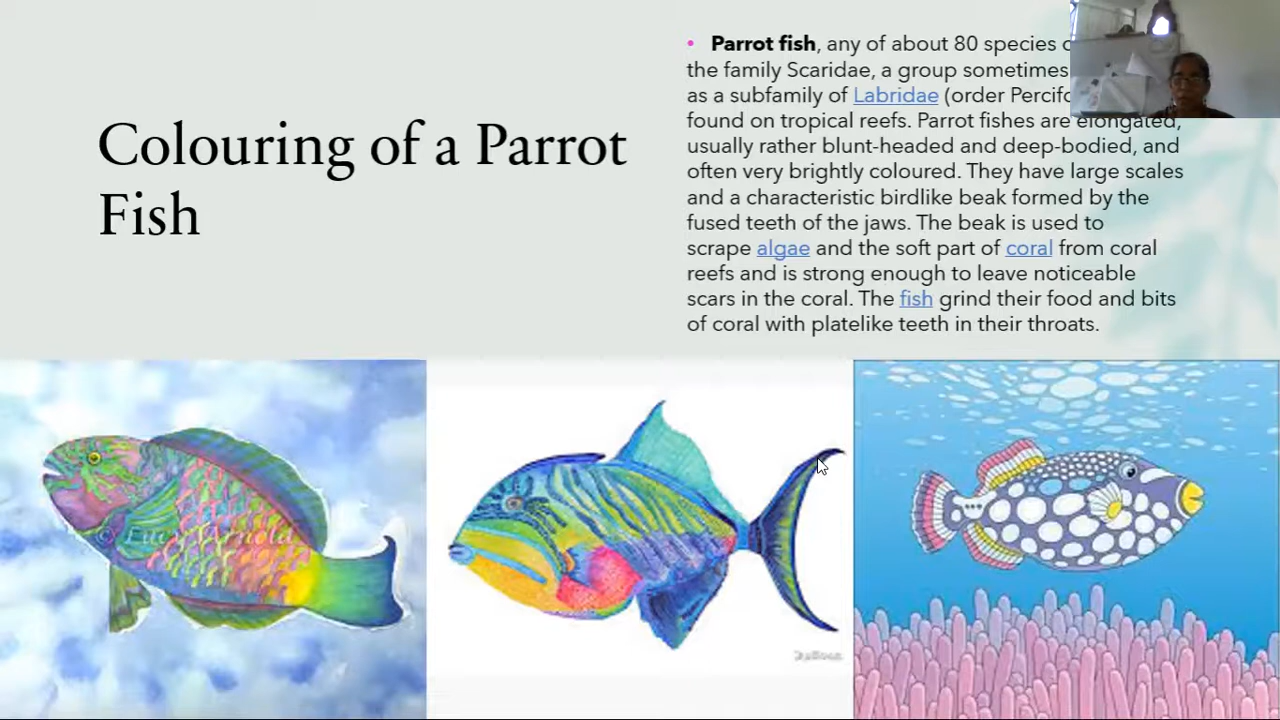 Colouring of a Parrot
Fish
• Parrot fish, any of about 80 species
the family Scaridae, a group sometimes
as a subfamily of Labridae (order
found on tropical reefs. Parrot fishes are elongated,
usually rather blunt-headed and deep-bodied, and
often very brightly coloured. They have large scales
and a characteristic birdlike beak formed by the
fused teeth of the jaws. The beak is used to
scrape algae and the soft part of coral from coral
reefs and is strong enough to leave noticeable
scars in the coral. The fish grind their food and bits
of coral with platelike teeth in their throats.
© Lucy Arnold